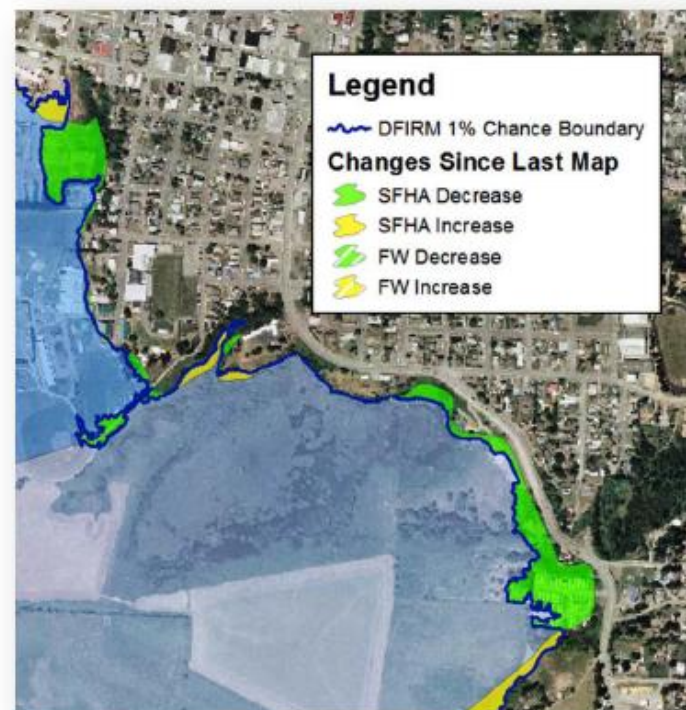 Legend
DFIRM 1% Chance Boundary
Changes Since Last Map
SFHA Decrease
SFHA Increase
FW Decrease
FW Increase